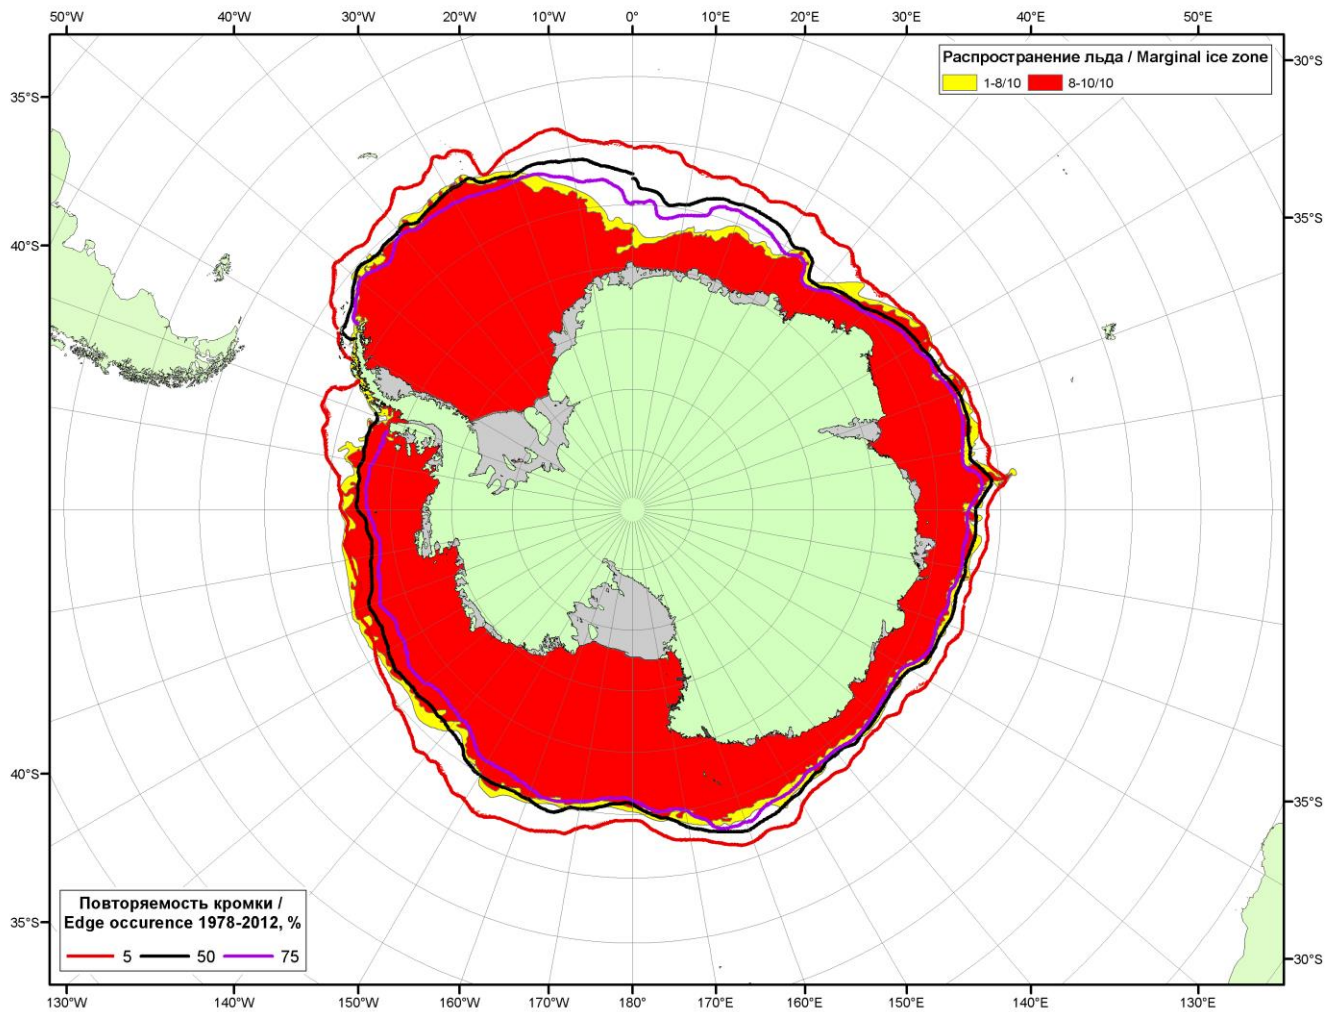 50°W 40°W 30°W 20°W 10°W 0° 10°E 20°E 30°E 40°E 50°E
Распространение льда / Marginal ice zone
1-8/10 8-10/10
30°S
35°S
35°S
40°S
40°S
35°S
35°S
30°S
Повторяемость кромки /
Edge occurence 1978-2012, %
5 50 75
130°W 140°W 150°W 160°W 170°W 180° 170°E 160°E 150°E 140°E 130°E